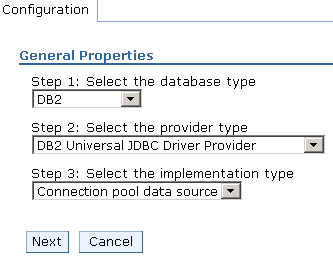 Configuration
General Properties
Step 1: Select the database type
DB2
Step 2: Select the provider type
DB2 Universal JDBC Driver Provider
Step 3: Select the implementation type
Connection pool data source
Next Cancel